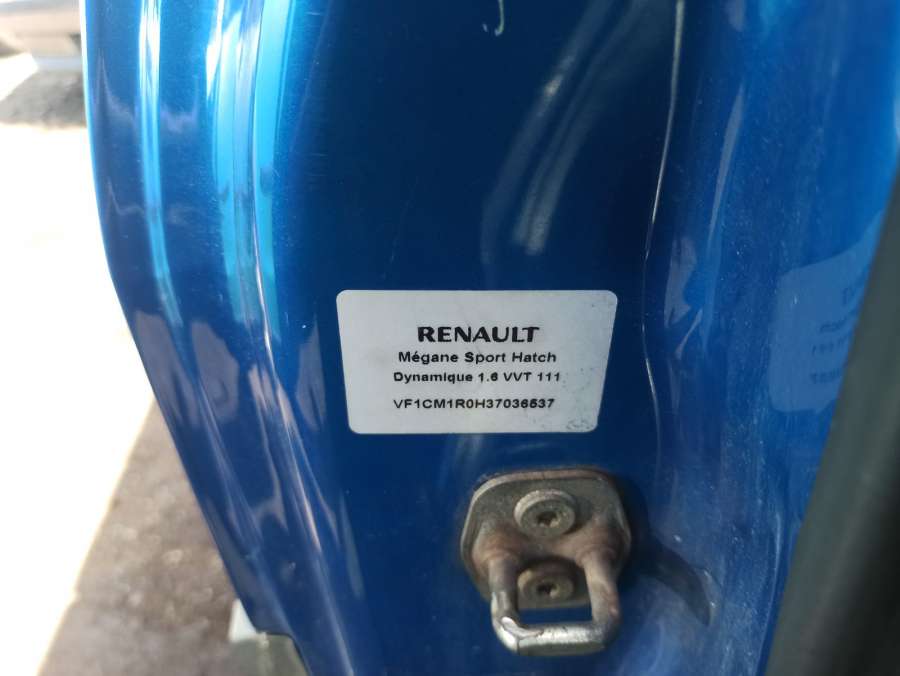 RENAULT
Mégane Sport Hatch
Dynamique 1.6 VVT 111
VF1CM1R0H37036537